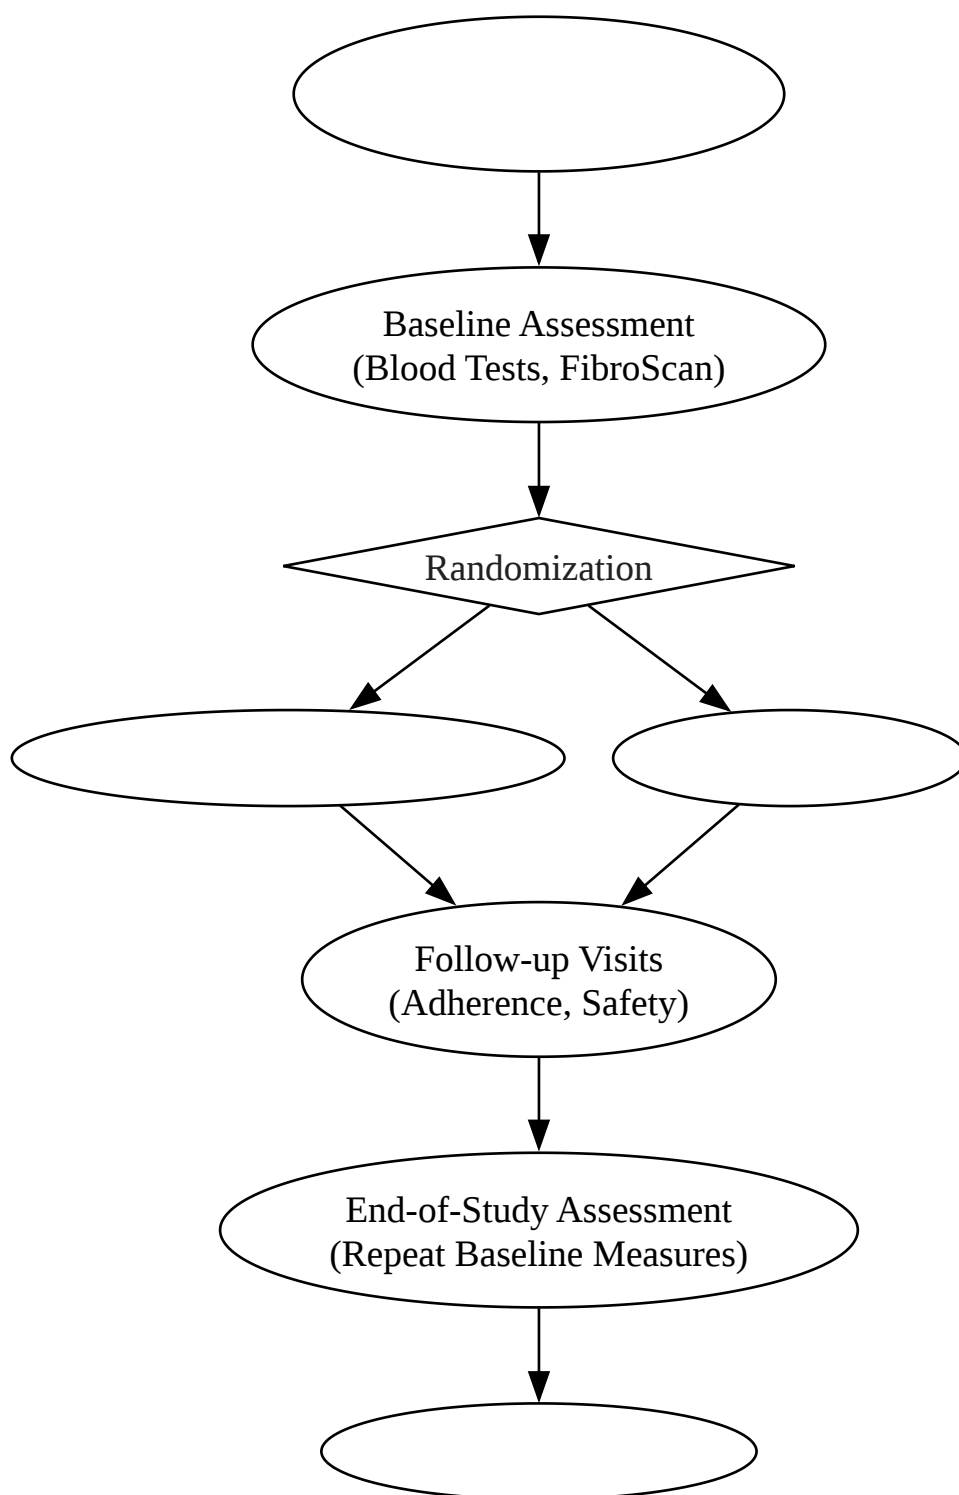 Baseline Assessment
(Blood Tests, FibroScan)
Randomization
Follow-up Visits
(Adherence, Safety)
End-of-Study Assessment
(Repeat Baseline Measures)